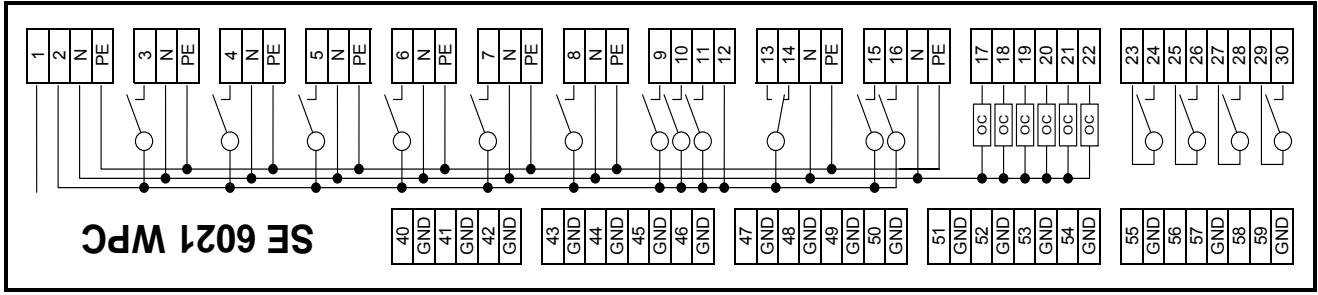 1 2 N PE 3 N PE 4 N PE 5 N PE 6 N PE 7 N PE 8 N PE 9 10 11 12 13 14 N PE 15 16 N PE 17 18 19 20 21 22 23 24 25 26 27 28 29 30
OC OC OC OC OC OC
SE 6021 WPC
40 GND 41 GND 42 GND 43 GND 44 GND 45 GND 46 GND 47 GND 48 GND 49 GND 50 GND 51 GND 52 GND 53 GND 54 GND 55 GND 56 57 GND 58 59 GND